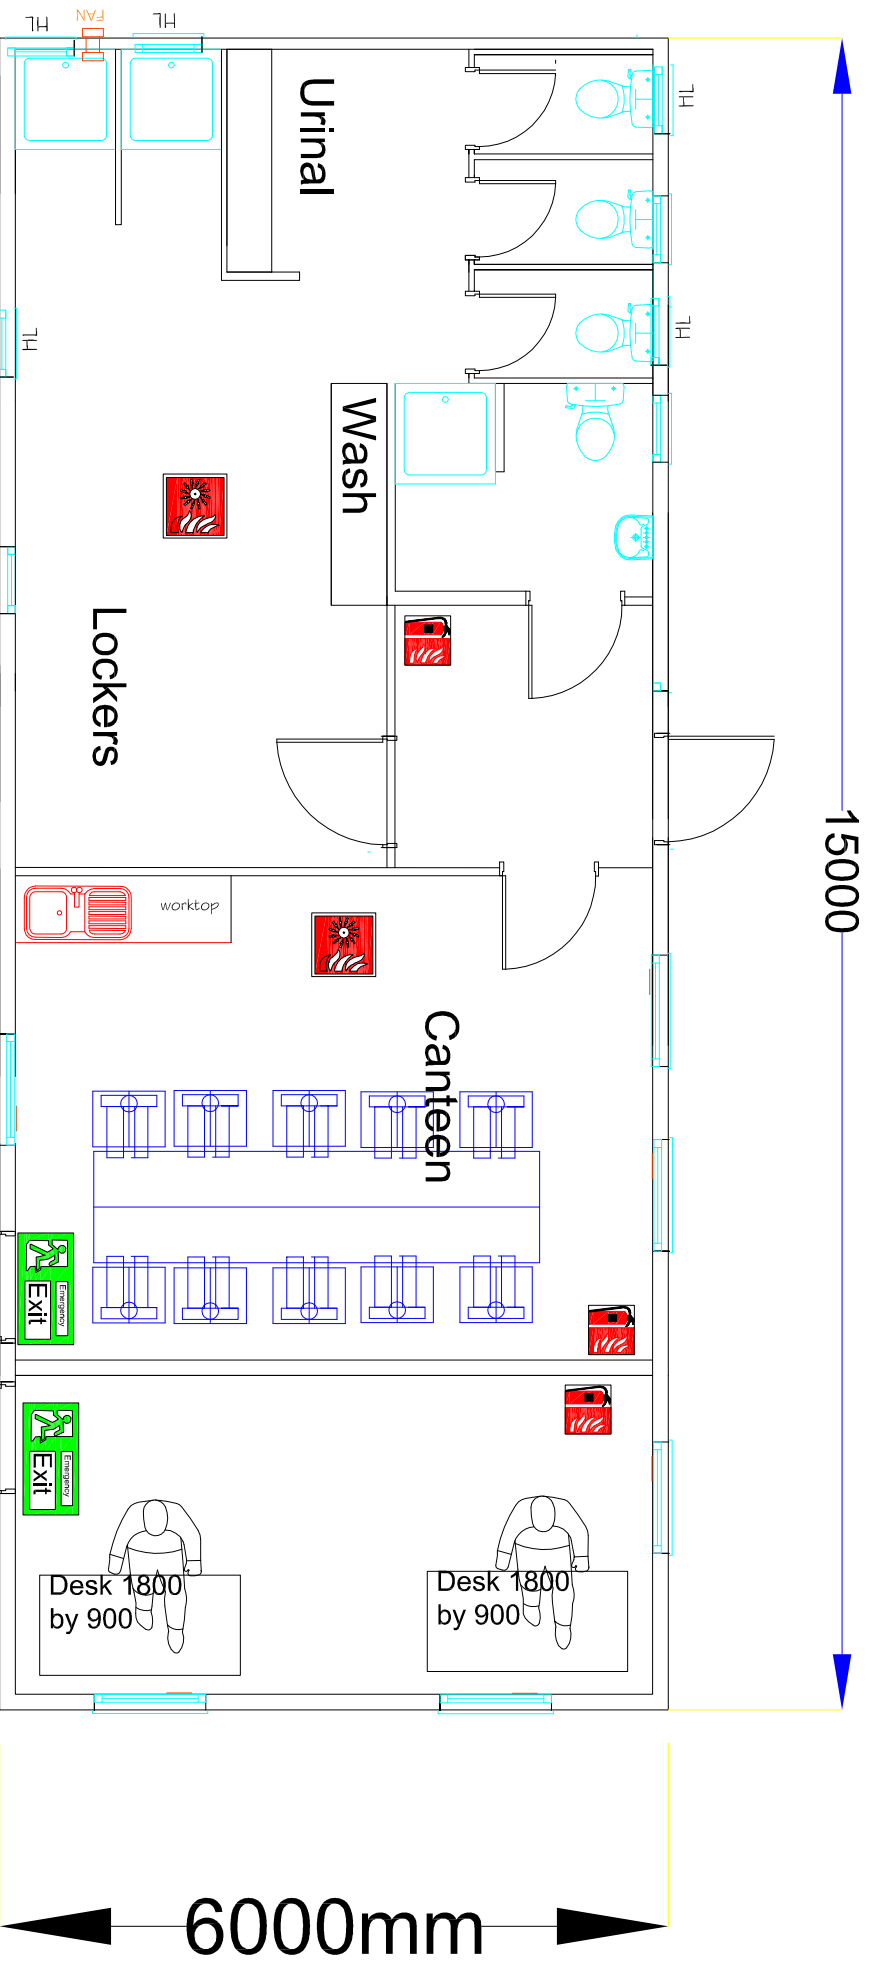 HL
FAN
HL
HL
Urinal
HL
HL
Wash
Lockers
15000
worktop
Canteen
Emergency
Exit
Emergency
Exit
Desk 1800
by 900
Desk 1800
by 900
6000mm